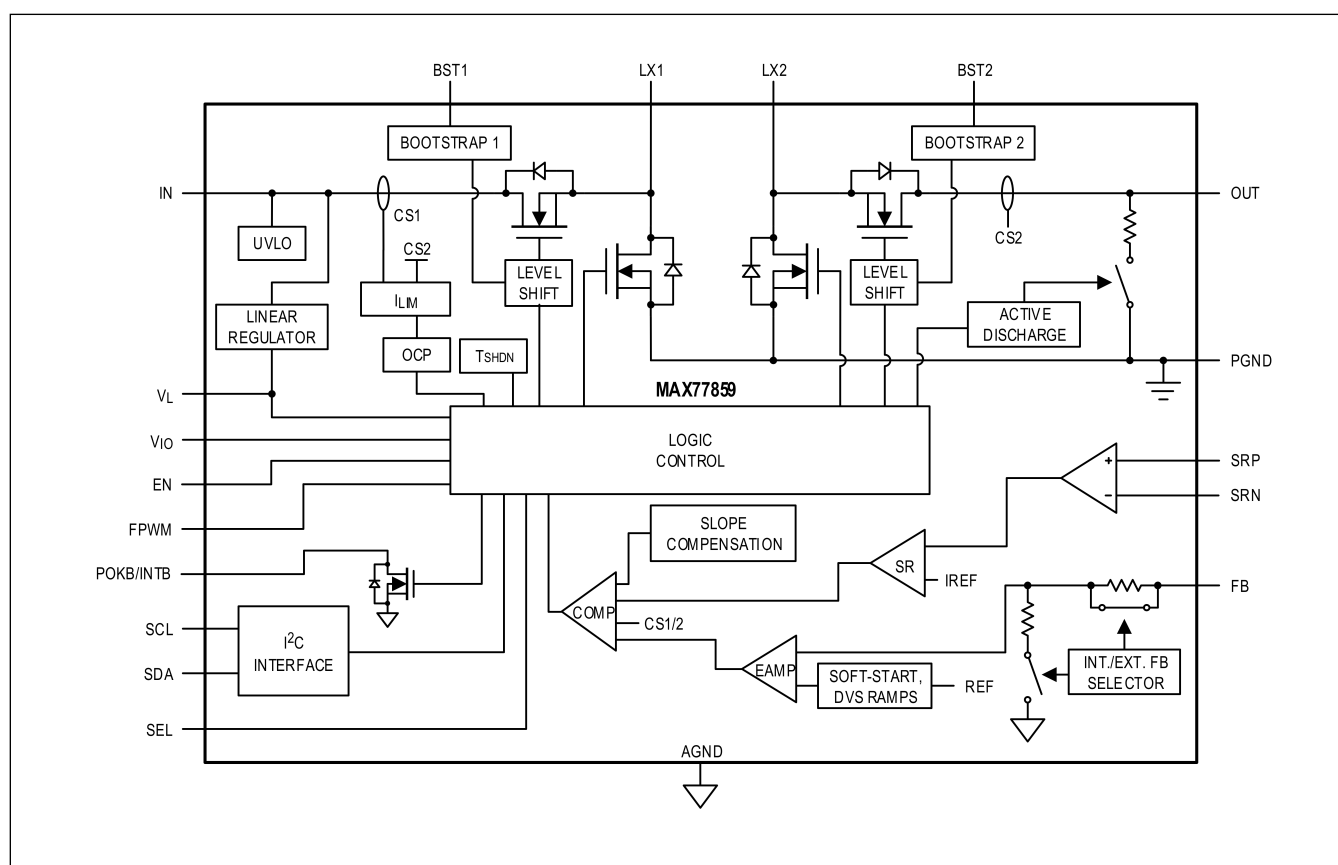 BST1
LX1
LX2
BST2
BOOTSTRAP 1
BOOTSTRAP 2
IN
OUT
CS1
CS2
UVLO
CS2
LEVEL
SHIFT
LEVEL
SHIFT
ILIM
LINEAR
REGULATOR
ACTIVE
DISCHARGE
OCP
TSHDN
PGND
MAX77859
VL
VIO
LOGIC
CONTROL
EN
SRP
+
SRN
−
FPWM
SLOPE
COMPENSATION
POKB/INTB
SR
IREF
FB
COMP
CS1/2
SCL
I2C
INTERFACE
SDA
EAMP
SOFT-START,
DVS RAMPS
REF
INT./EXT. FB
SELECTOR
SEL
AGND